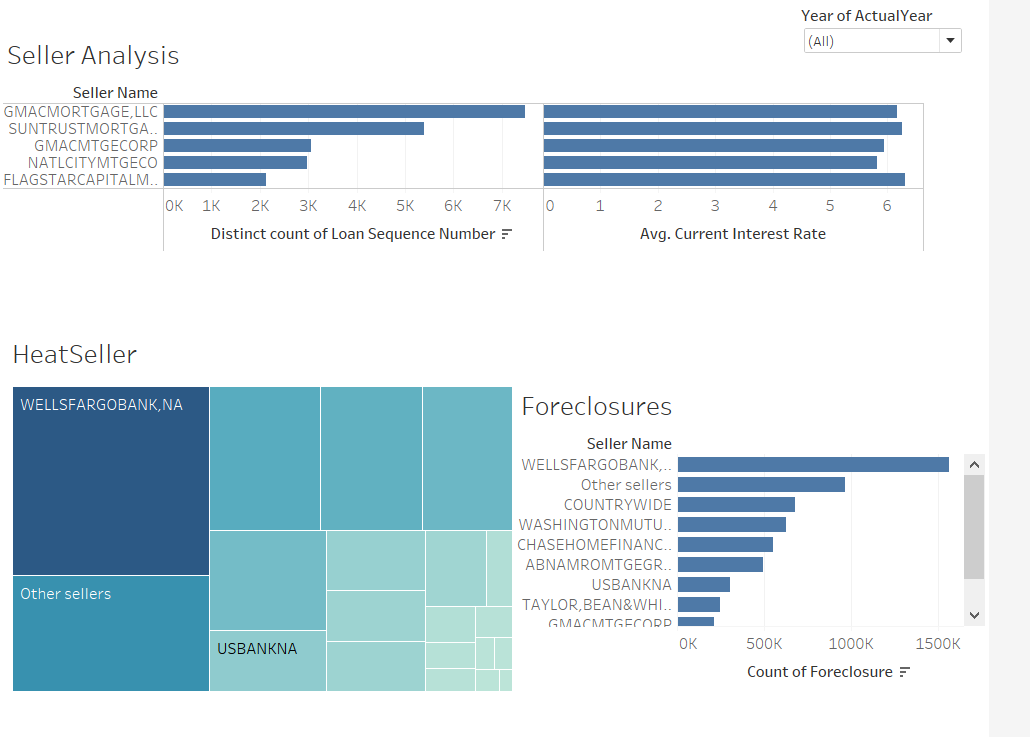 Year of ActualYear
(All)
Seller Analysis
Seller Name
GMACMORTGAGE,LLC
SUNTRUSTMORTGA..
GMACMTGECORP
NATLCITYMTGECO
FLAGSTARCAPITALM..
0K 1K 2K 3K 4K 5K 6K 7K
0 1 2 3 4 5 6
Distinct count of Loan Sequence Number
Avg. Current Interest Rate
HeatSeller
WELLSFARGOBANK,NA
Other sellers
USBANKNA
Foreclosures
Seller Name
WELLSFARGOBANK,..
Other sellers
COUNTRYWIDE
WASHINGTONMUTU..
CHASEHOMEFINANC..
ABNAMROMTGEGR..
USBANKNA
TAYLOR,BEAN&WHI..
GMACMTGECORP
0K 500K 1000K 1500K
Count of Foreclosure